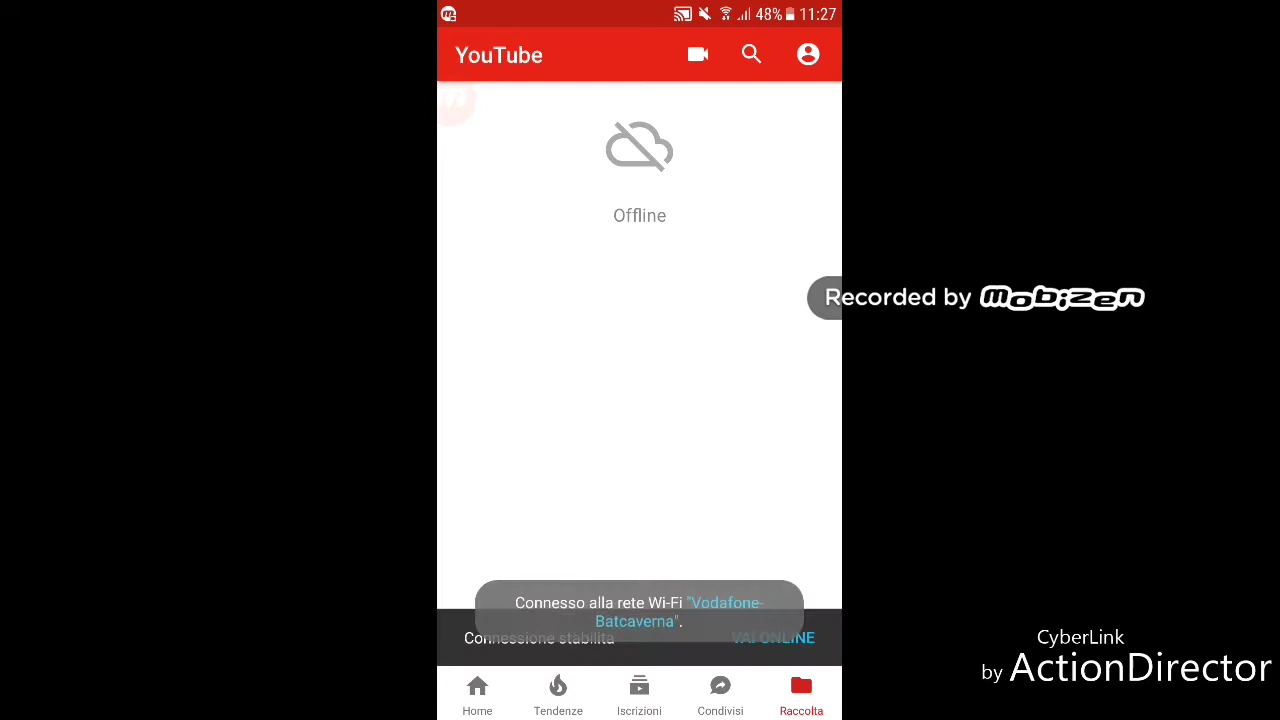 48% 11:27
YouTube
Offline
Recorded by mobizen
Connesso alla rete Wi-Fi "Vodafone-
Batcaverna".
Connessione stabilita VAI ONLINE
CyberLink
by ActionDirector
Home Tendenze Iscrizioni Condivisi Raccolta